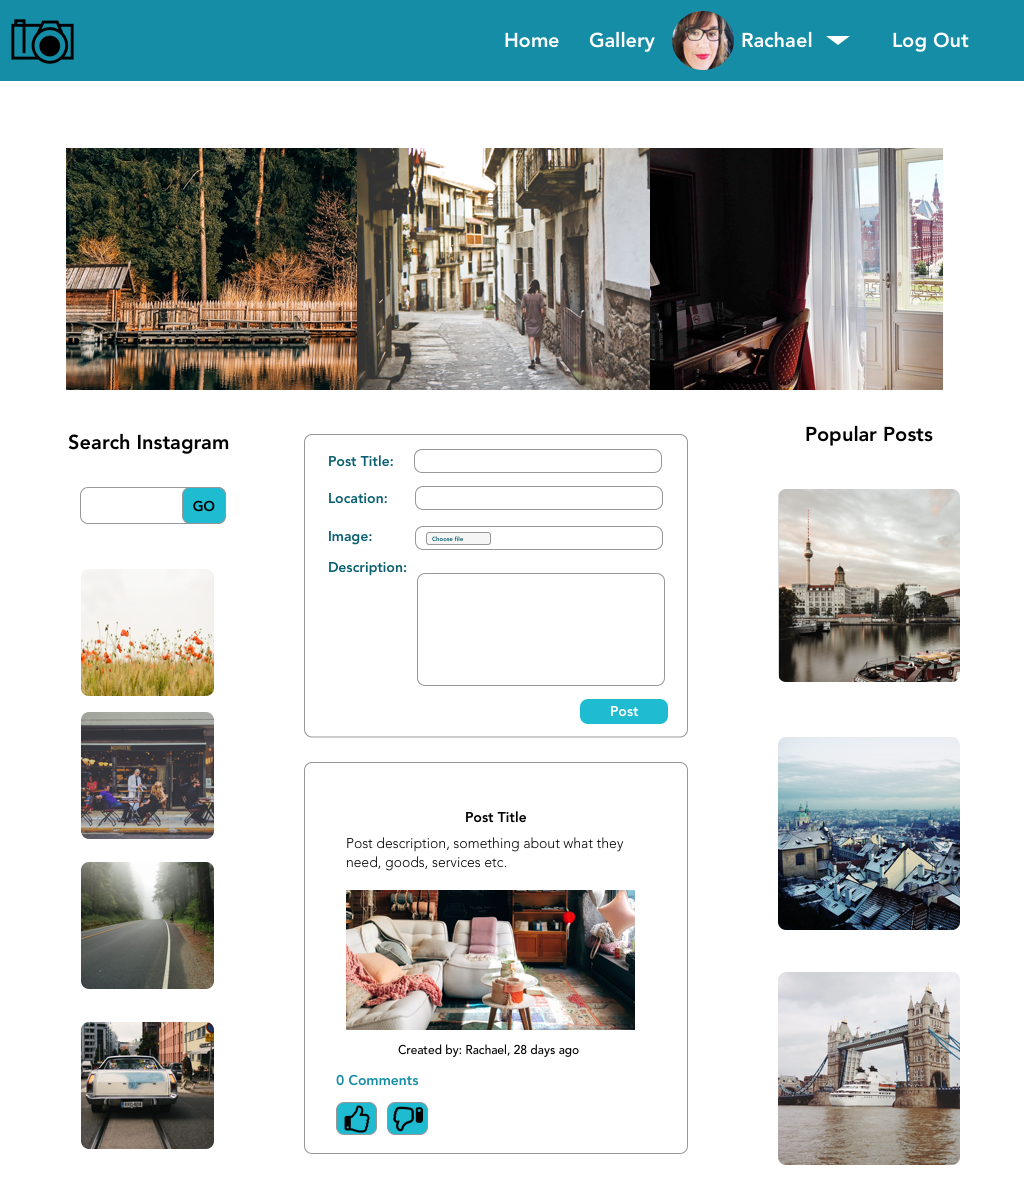 Home
Gallery
Rachael
Log Out
Search Instagram
GO
Post Title:
Location:
Image:
Choose file
Description:
Post
Popular Posts
Post Title
Post description, something about what they
need, goods, services etc.
Created by: Rachael, 28 days ago
0 Comments